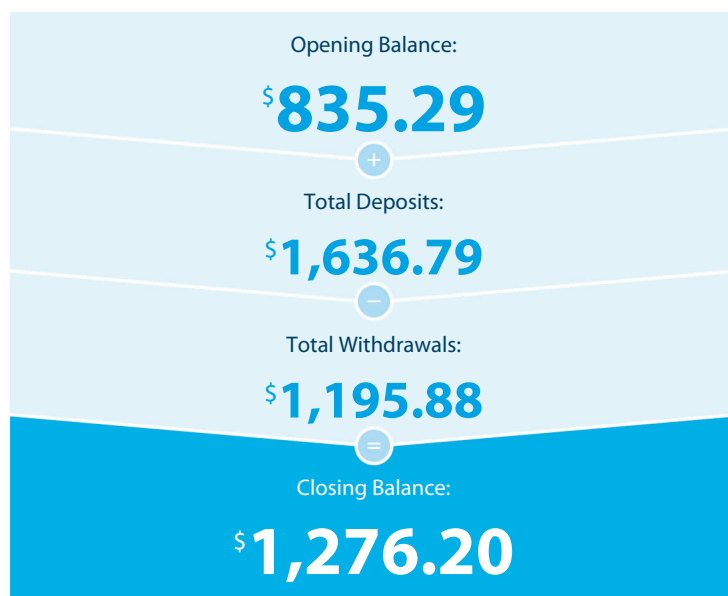 Opening Balance:
$835.29
+
Total Deposits:
$1,636.79
−
Total Withdrawals:
$1,195.88
=
Closing Balance:
$1,276.20